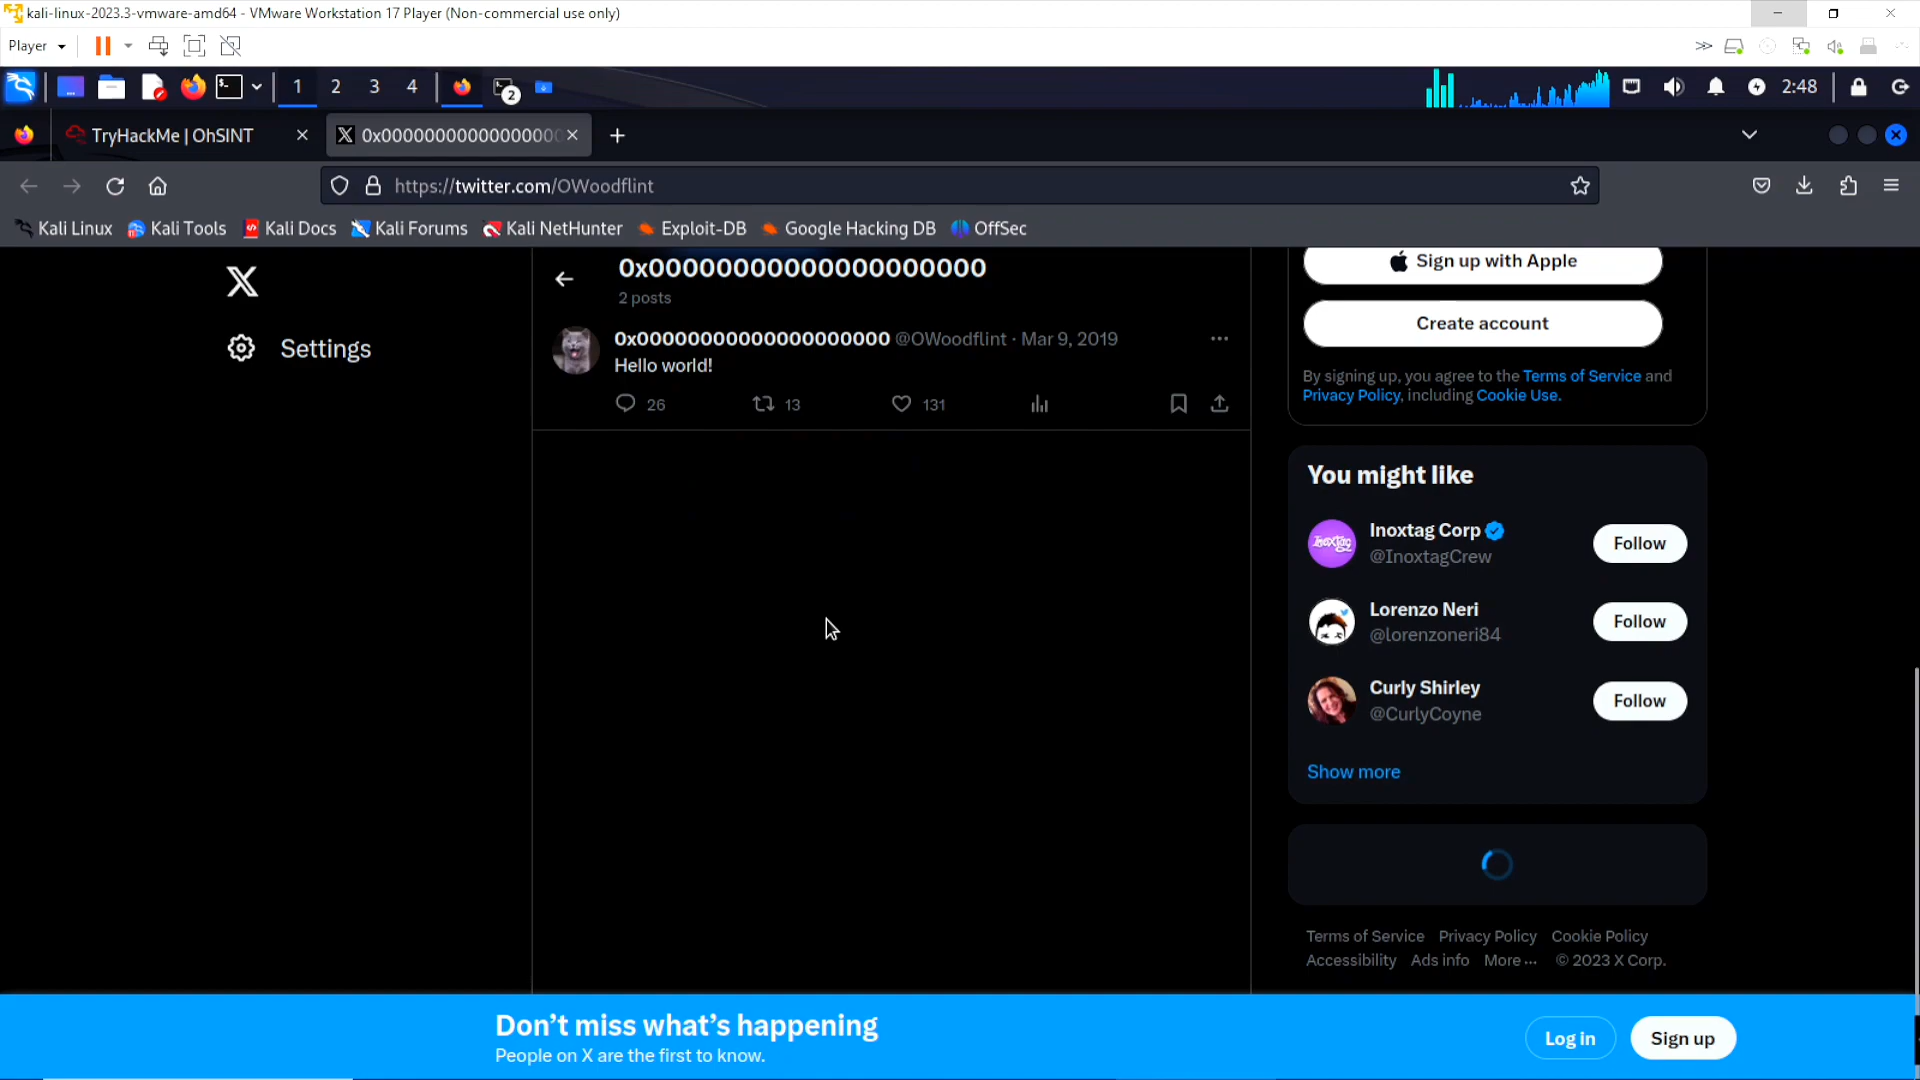 kali-linux-2023.3-vmware-amd64 - VMware Workstation 17 Player (Non-commercial use only)
Player
1 2 3 4 2 2:48
TryHackMe | OhSINT
https://twitter.com/OWoodflint
Kali Linux Kali Tools Kali Docs Kali Forums Kali NetHunter Exploit-DB Google Hacking DB OffSec
0x00000000000000000000
2 posts
Settings
0x00000000000000000000 @OWoodflint · Mar 9, 2019
Hello world!
26 13 131
Sign up with Apple
Create account
By signing up, you agree to the Terms of Service and
Privacy Policy, including Cookie Use.
You might like
Inoxtag Corp
@InoxtagCrew
Follow
Lorenzo Neri
@lorenzoneri84
Follow
Curly Shirley
@CurlyCoyne
Follow
Show more
Terms of Service Privacy Policy Cookie Policy
Accessibility Ads info More ··· © 2023 X Corp.
Don’t miss what’s happening
People on X are the first to know.
Log in
Sign up